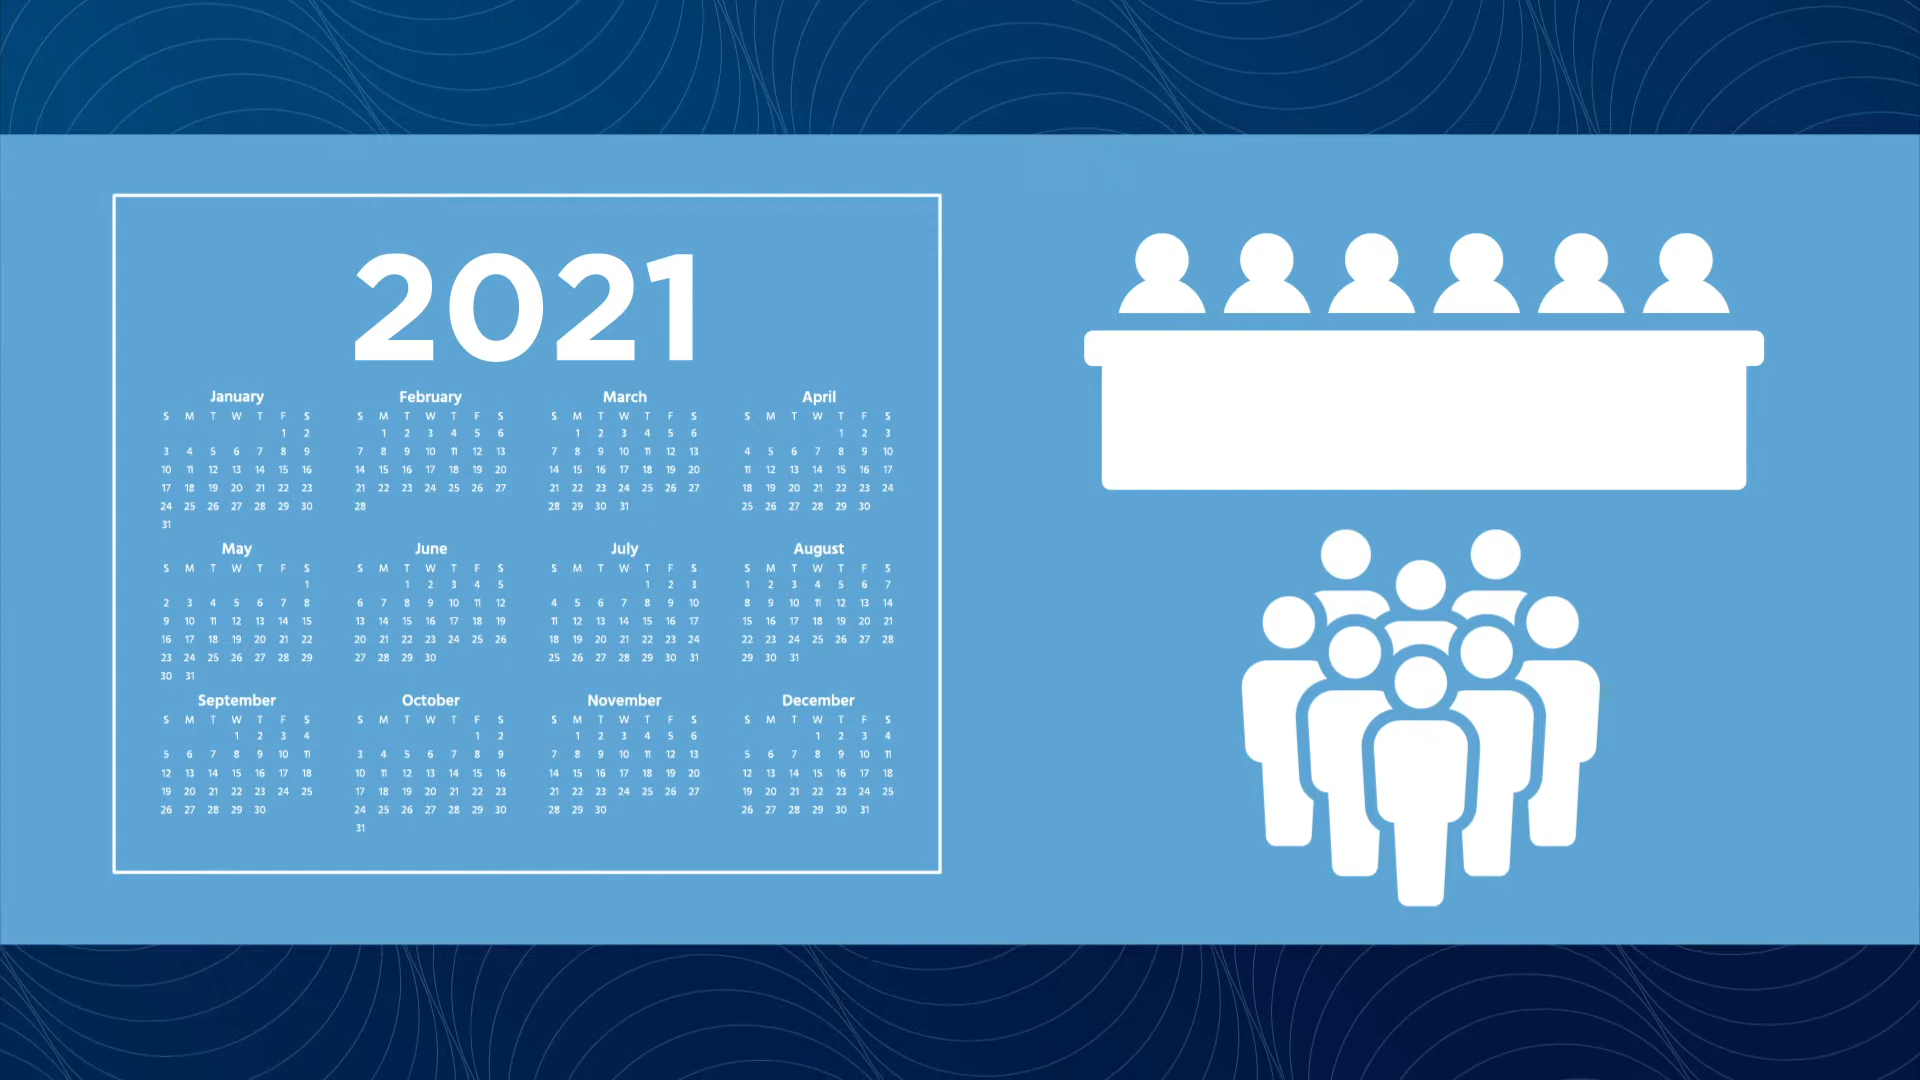 2021
January February March April
S M T W T F S S M T W T F S S M T W T F S S M T W T F S
1 2 1 2 3 4 5 6 1 2 3 4 5 6 1 2 3
3 4 5 6 7 8 9 7 8 9 10 11 12 13 7 8 9 10 11 12 13 4 5 6 7 8 9 10
10 11 12 13 14 15 16 14 15 16 17 18 19 20 14 15 16 17 18 19 20 11 12 13 14 15 16 17
17 18 19 20 21 22 23 21 22 23 24 25 26 27 21 22 23 24 25 26 27 18 19 20 21 22 23 24
24 25 26 27 28 29 30 28 28 29 30 31 25 26 27 28 29 30
31
May June July August
S M T W T F S S M T W T F S S M T W T F S S M T W T F S
1 1 2 3 4 5 1 2 3 1 2 3 4 5 6 7
2 3 4 5 6 7 8 6 7 8 9 10 11 12 4 5 6 7 8 9 10 8 9 10 11 12 13 14
9 10 11 12 13 14 15 13 14 15 16 17 18 19 11 12 13 14 15 16 17 15 16 17 18 19 20 21
16 17 18 19 20 21 22 20 21 22 23 24 25 26 18 19 20 21 22 23 24 22 23 24 25 26 27 28
23 24 25 26 27 28 29 27 28 29 30 25 26 27 28 29 30 31 29 30 31
30 31
September October November December
S M T W T F S S M T W T F S S M T W T F S S M T W T F S
1 2 3 4 1 2 1 2 3 4 5 6 1 2 3 4
5 6 7 8 9 10 11 3 4 5 6 7 8 9 7 8 9 10 11 12 13 5 6 7 8 9 10 11
12 13 14 15 16 17 18 10 11 12 13 14 15 16 14 15 16 17 18 19 20 12 13 14 15 16 17 18
19 20 21 22 23 24 25 17 18 19 20 21 22 23 21 22 23 24 25 26 27 19 20 21 22 23 24 25
26 27 28 29 30 24 25 26 27 28 29 30 28 29 30 26 27 28 29 30 31
31